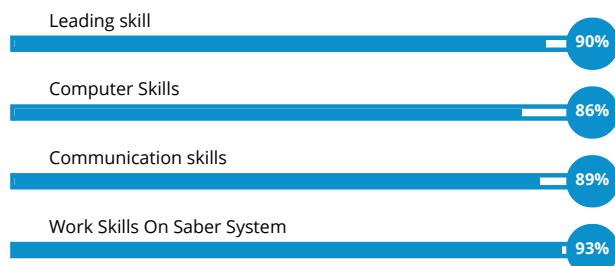 Leading skill
90%
Computer Skills
86%
Communication skills
89%
Work Skills On Saber System
93%